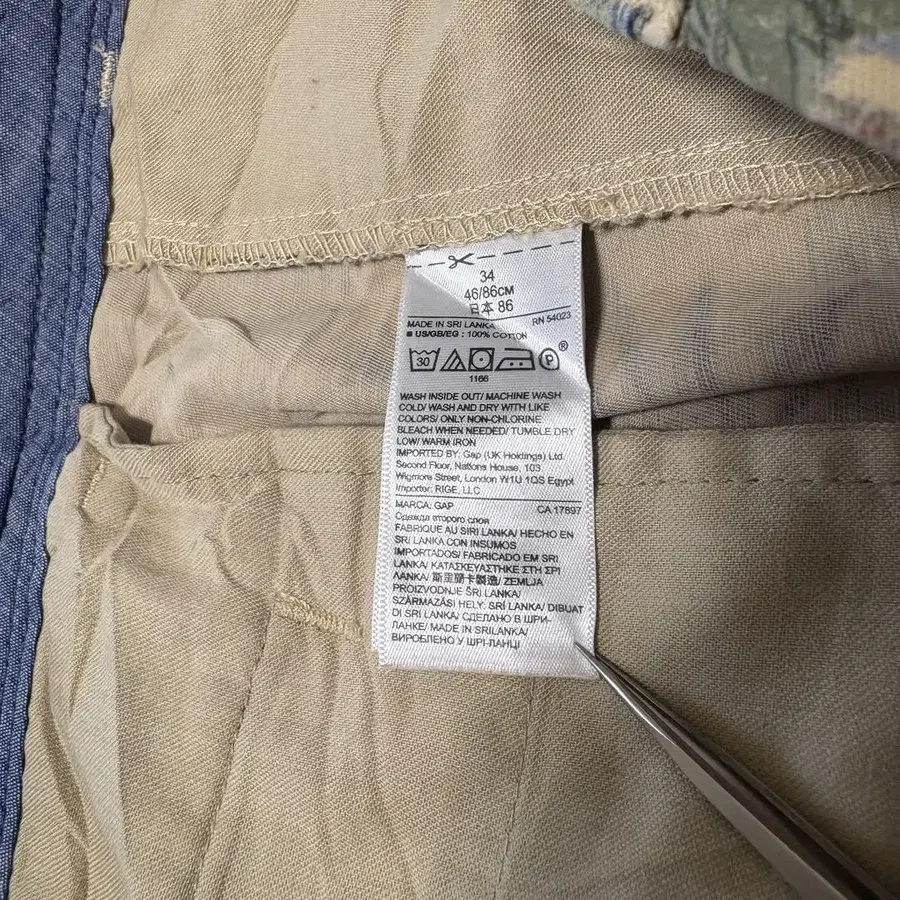 34
46/86CM
日本 86
MADE IN SRI LANKA RN 54023
■ US/GB/EG : 100% COTTON
30 P ®
1166
WASH INSIDE OUT/ MACHINE WASH
COLD/ WASH AND DRY WITH LIKE
COLORS/ ONLY NON-CHLORINE
BLEACH WHEN NEEDED/ TUMBLE DRY
LOW/ WARM IRON
IMPORTED BY: Gap (UK Holdings) Ltd.
Second Floor, Nations House, 103
Wigmore Street, London W1U 1QS Egypt
Importer: RIGE, LLC
MARCA: GAP CA 17897
Одежда второго слоя
FABRIQUE AU SIRI LANKA/ HECHO EN
SRI LANKA CON INSUMOS
IMPORTADOS/ FABRICADO EM SRI
LANKA/ ΚΑΤΑΣΚΕΥΑΣΤΗΚΕ ΣΤΗ ΣΡΙ
ΛΑΝΚΑ/ 斯里蘭卡製造/ ZEMLJA
PROIZVODNJE ŠRI LANKA/
SZÁRMAZÁSI HELY: SRÍ LANKA/ DIBUAT
DI SRI LANKA/ СДЕЛАНО В ШРИ-
ЛАНКЕ/ MADE IN SRILANKA/
ВИРОБЛЕНО У ШРІ-ЛАНЦІ